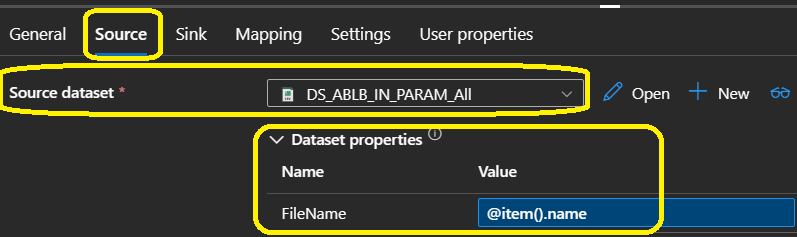 General Source Sink Mapping Settings User properties
Source dataset * DS_ABLB_IN_PARAM_All Open New
Dataset properties
Name Value
FileName @item().name